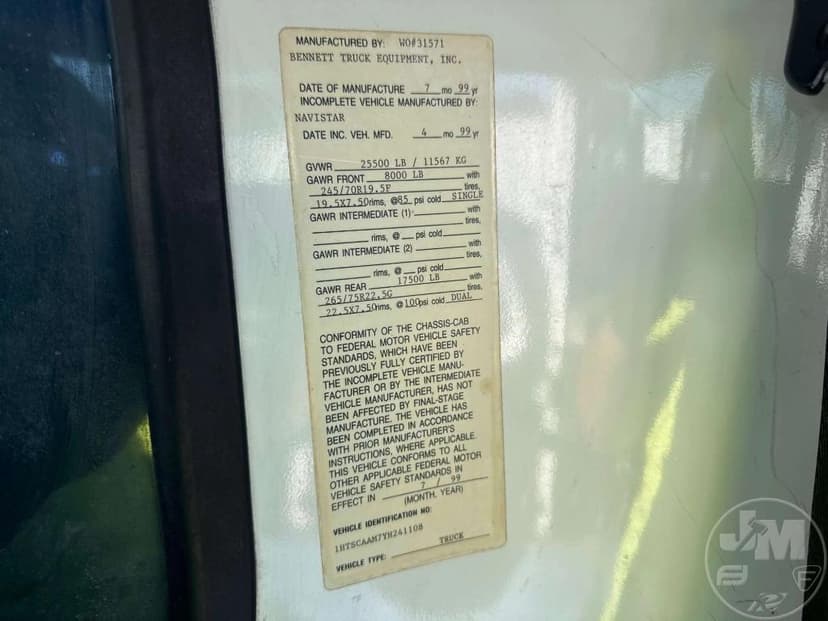 MANUFACTURED BY: WO#31571
BENNETT TRUCK EQUIPMENT, INC.
DATE OF MANUFACTURE 7 mo 99 yr
INCOMPLETE VEHICLE MANUFACTURED BY:
NAVISTAR
DATE INC. VEH. MFD. 4 mo 99 yr
GVWR 25500 LB / 11567 KG
GAWR FRONT 8000 LB with
245/70R19.5F tires,
19.5X7.50 rims, @ 85 psi cold SINGLE
GAWR INTERMEDIATE (1) with
tires,
rims, @ psi cold
GAWR INTERMEDIATE (2) with
tires,
rims, @ psi cold
GAWR REAR 17500 LB with
265/75R22.5G tires,
22.5X7.50 rims, @ 100 psi cold DUAL
CONFORMITY OF THE CHASSIS-CAB
TO FEDERAL MOTOR VEHICLE SAFETY
STANDARDS, WHICH HAVE BEEN
PREVIOUSLY FULLY CERTIFIED BY
THE INCOMPLETE VEHICLE MANU-
FACTURER OR BY THE INTERMEDIATE
VEHICLE MANUFACTURER, HAS NOT
BEEN AFFECTED BY FINAL-STAGE
MANUFACTURE. THE VEHICLE HAS
BEEN COMPLETED IN ACCORDANCE
WITH PRIOR MANUFACTURER'S
INSTRUCTIONS, WHERE APPLICABLE.
THIS VEHICLE CONFORMS TO ALL
OTHER APPLICABLE FEDERAL MOTOR
VEHICLE SAFETY STANDARDS IN
EFFECT IN 7 / 99
(MONTH, YEAR)
VEHICLE IDENTIFICATION NO:
1HTSCAAM7YH241108
VEHICLE TYPE: TRUCK
JM